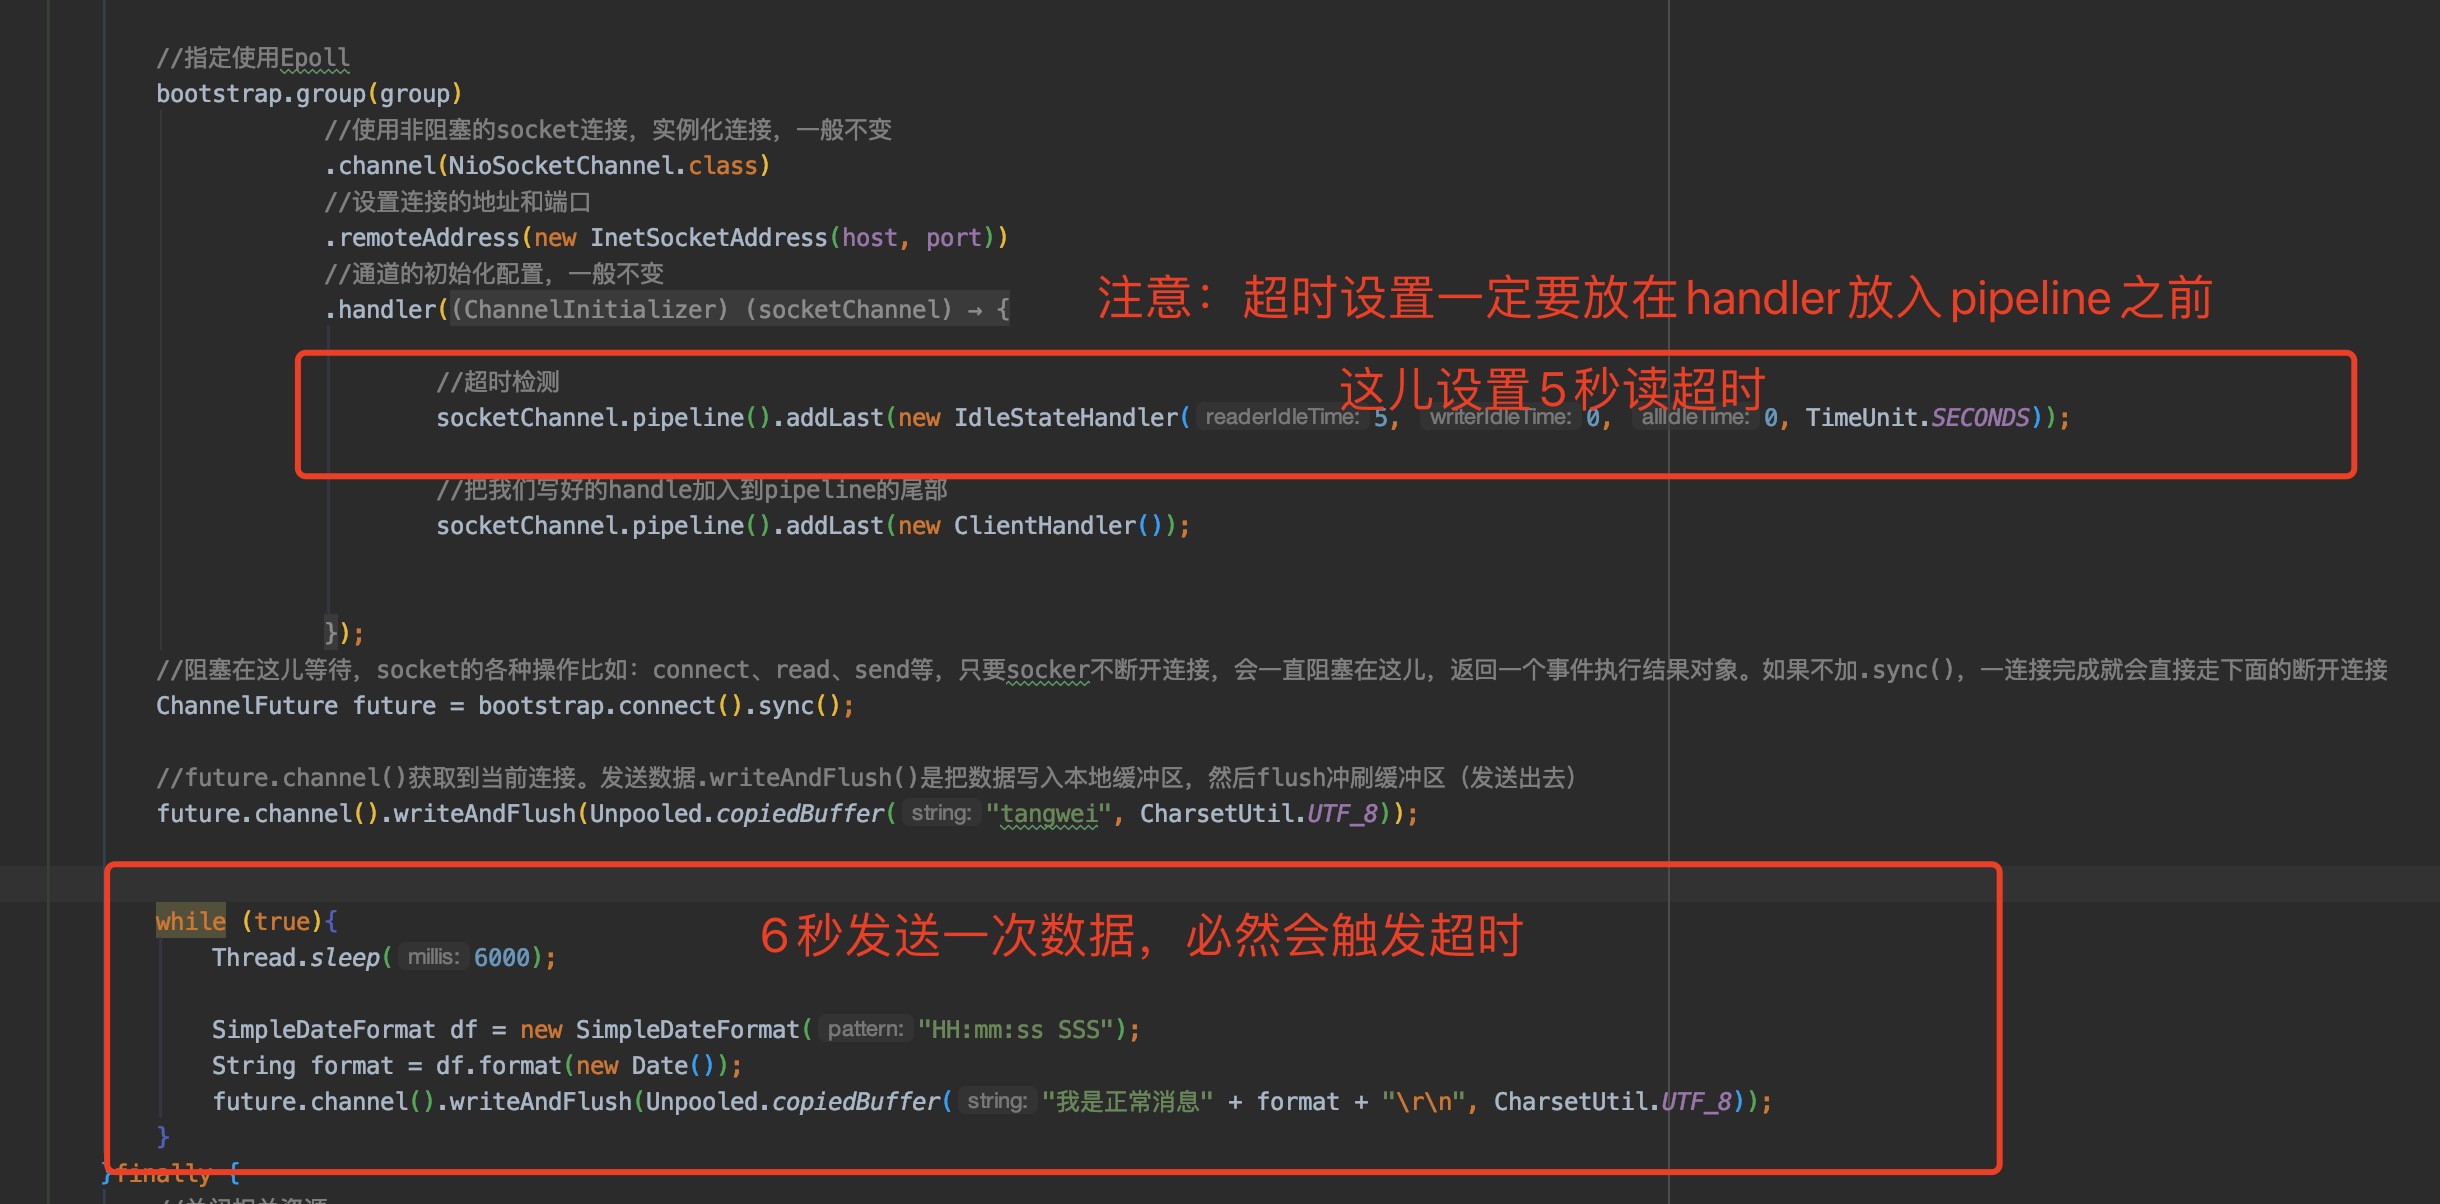 //指定使用Epoll
bootstrap.group(group)
//使用非阻塞的socket连接，实例化连接，一般不变
.channel(NioSocketChannel.class)
//设置连接的地址和端口
.remoteAddress(new InetSocketAddress(host, port))
//通道的初始化配置，一般不变
.handler((ChannelInitializer) (socketChannel) → {
注意：超时设置一定要放在handler放入pipeline之前
//超时检测
这儿设置5秒读超时
socketChannel.pipeline().addLast(new IdleStateHandler( readerIdleTime: 5, writerIdleTime: 0, allIdleTime: 0, TimeUnit.SECONDS));
//把我们写好的handle加入到pipeline的尾部
socketChannel.pipeline().addLast(new ClientHandler());
});
//阻塞在这儿等待，socket的各种操作比如：connect、read、send等，只要socker不断开连接，会一直阻塞在这儿，返回一个事件执行结果对象。如果不加.sync()，一连接完成就会直接走下面的断开连接
ChannelFuture future = bootstrap.connect().sync();
//future.channel()获取到当前连接。发送数据.writeAndFlush()是把数据写入本地缓冲区，然后flush冲刷缓冲区（发送出去）
future.channel().writeAndFlush(Unpooled.copiedBuffer( string: "tangwei", CharsetUtil.UTF_8));
while (true){
6秒发送一次数据，必然会触发超时
Thread.sleep( millis: 6000);
SimpleDateFormat df = new SimpleDateFormat( pattern: "HH:mm:ss SSS");
String format = df.format(new Date());
future.channel().writeAndFlush(Unpooled.copiedBuffer( string: "我是正常消息" + format + "\r\n", CharsetUtil.UTF_8));
}
}finally {